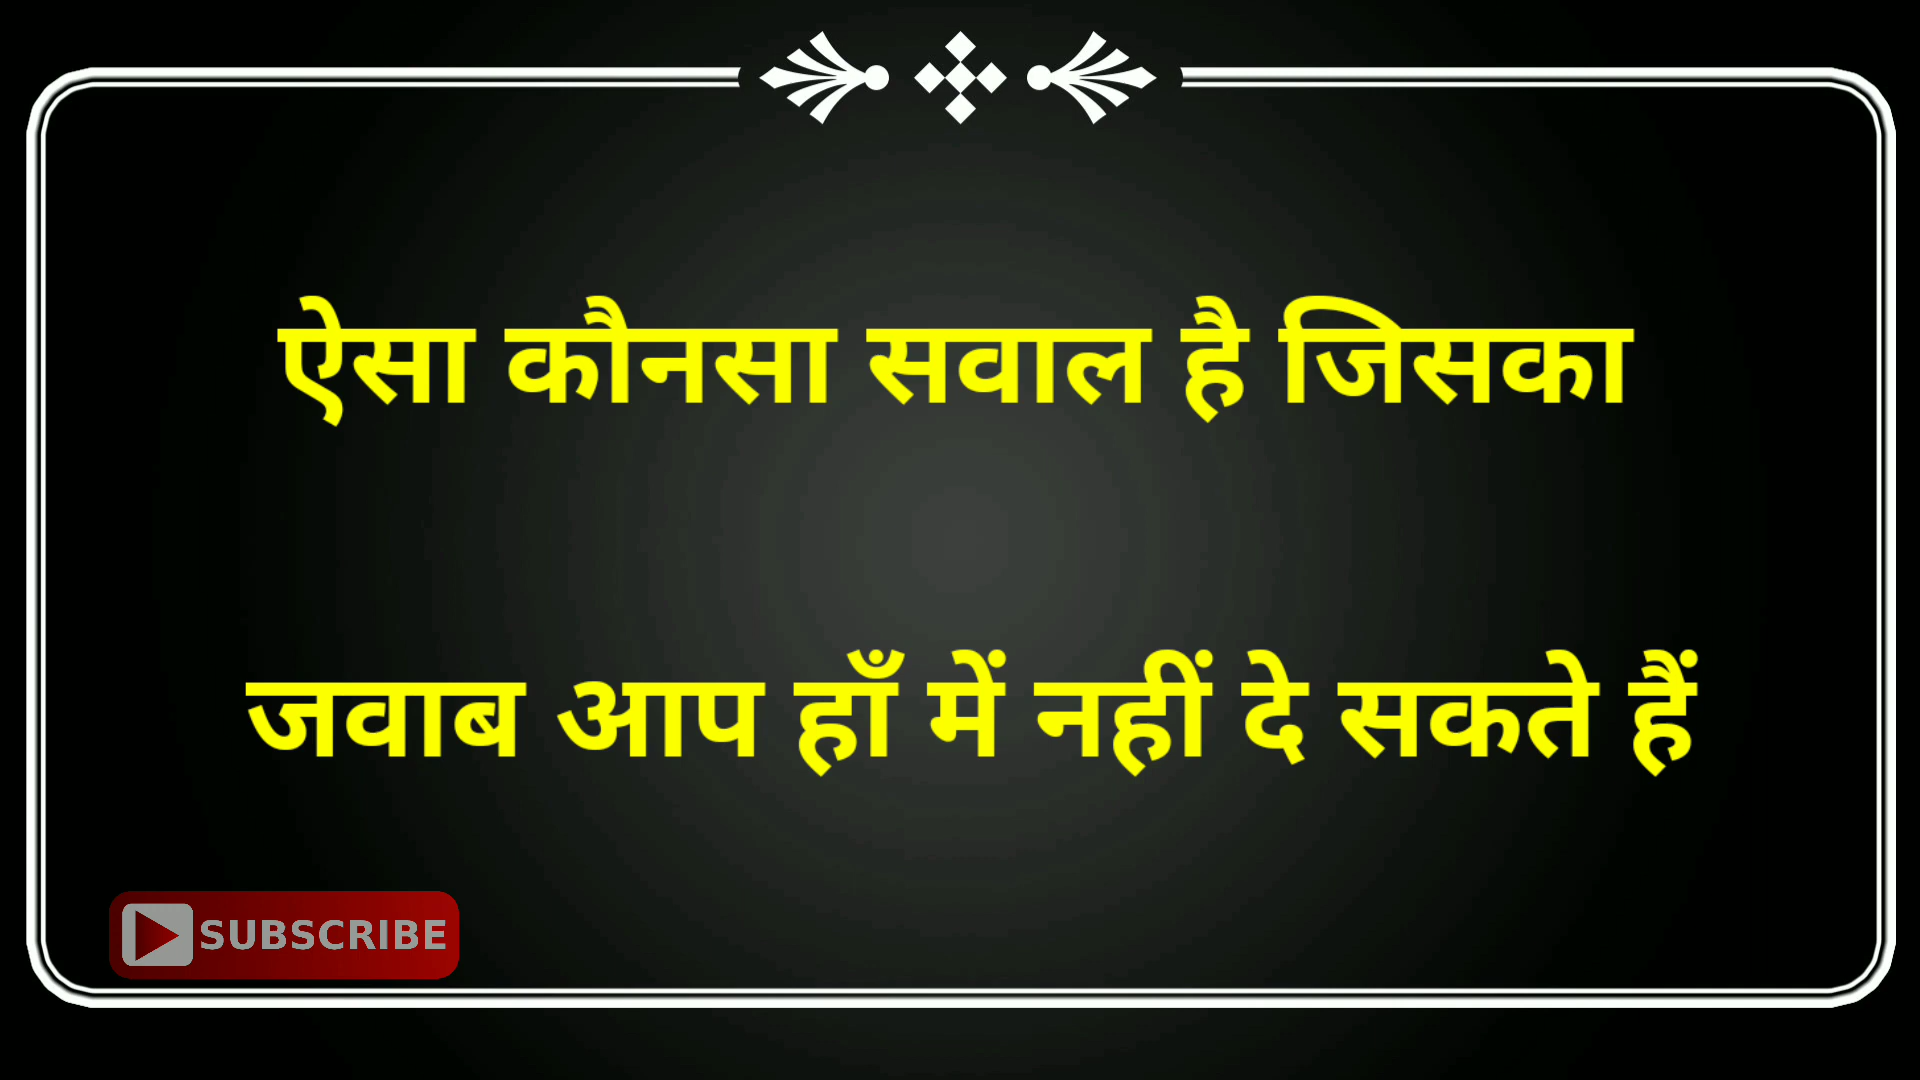 ऐसा कौनसा सवाल है जिसका
जवाब आप हाँ में नहीं दे सकते हैं
SUBSCRIBE